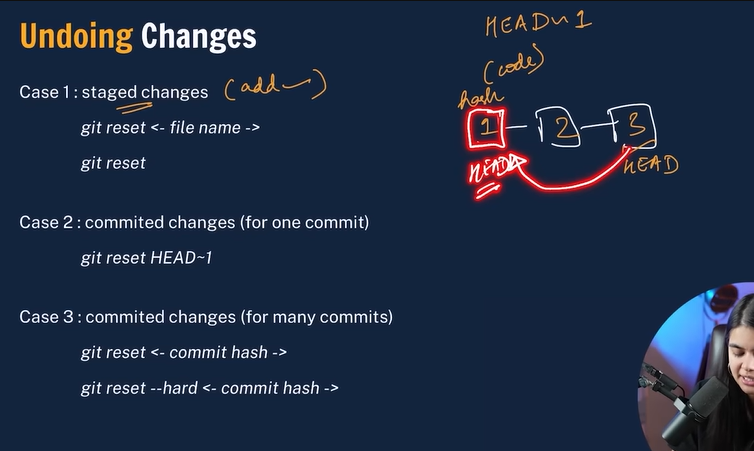 Undoing Changes
HEAD~1
(code)
Case 1 : staged changes (add)
hash
git reset <- file name ->
1 2 3
git reset
HEAD HEAD
Case 2 : commited changes (for one commit)
git reset HEAD~1
Case 3 : commited changes (for many commits)
git reset <- commit hash ->
git reset --hard <- commit hash ->